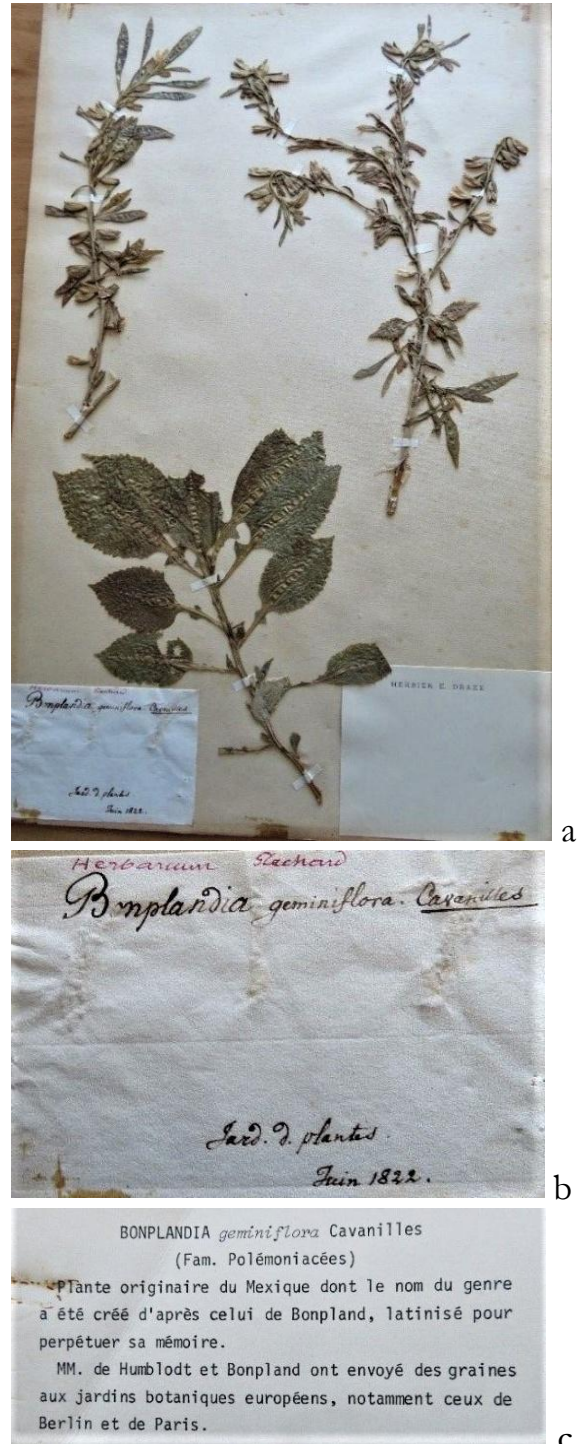 Herbarium
Bonplandia geminiflora Cavanilles
Jard. d. plantes
Juin 1822.
HERBIER E. DRAKE
a
Herbarium
Bonplandia geminiflora. Cavanilles
Jard. d. plantes.
Juin 1822.
b
BONPLANDIA geminiflora Cavanilles
(Fam. Polémoniacées)
Plante originaire du Mexique dont le nom du genre
a été créé d'après celui de Bonpland, latinisé pour
perpétuer sa mémoire.
MM. de Humblodt et Bonpland ont envoyé des graines
aux jardins botaniques européens, notamment ceux de
Berlin et de Paris.
c